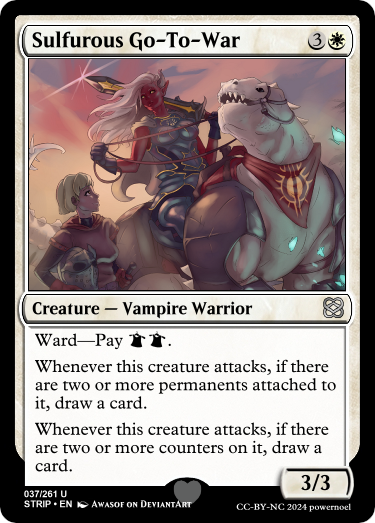 Sulfurous Go-To-War 3
Creature — Vampire Warrior
Ward—Pay .
Whenever this creature attacks, if there
are two or more permanents attached to
it, draw a card.
Whenever this creature attacks, if there
are two or more counters on it, draw a
card.
3/3
037/261 U
STRIP • EN Awasof on DeviantArt
CC-BY-NC 2024 powernoel